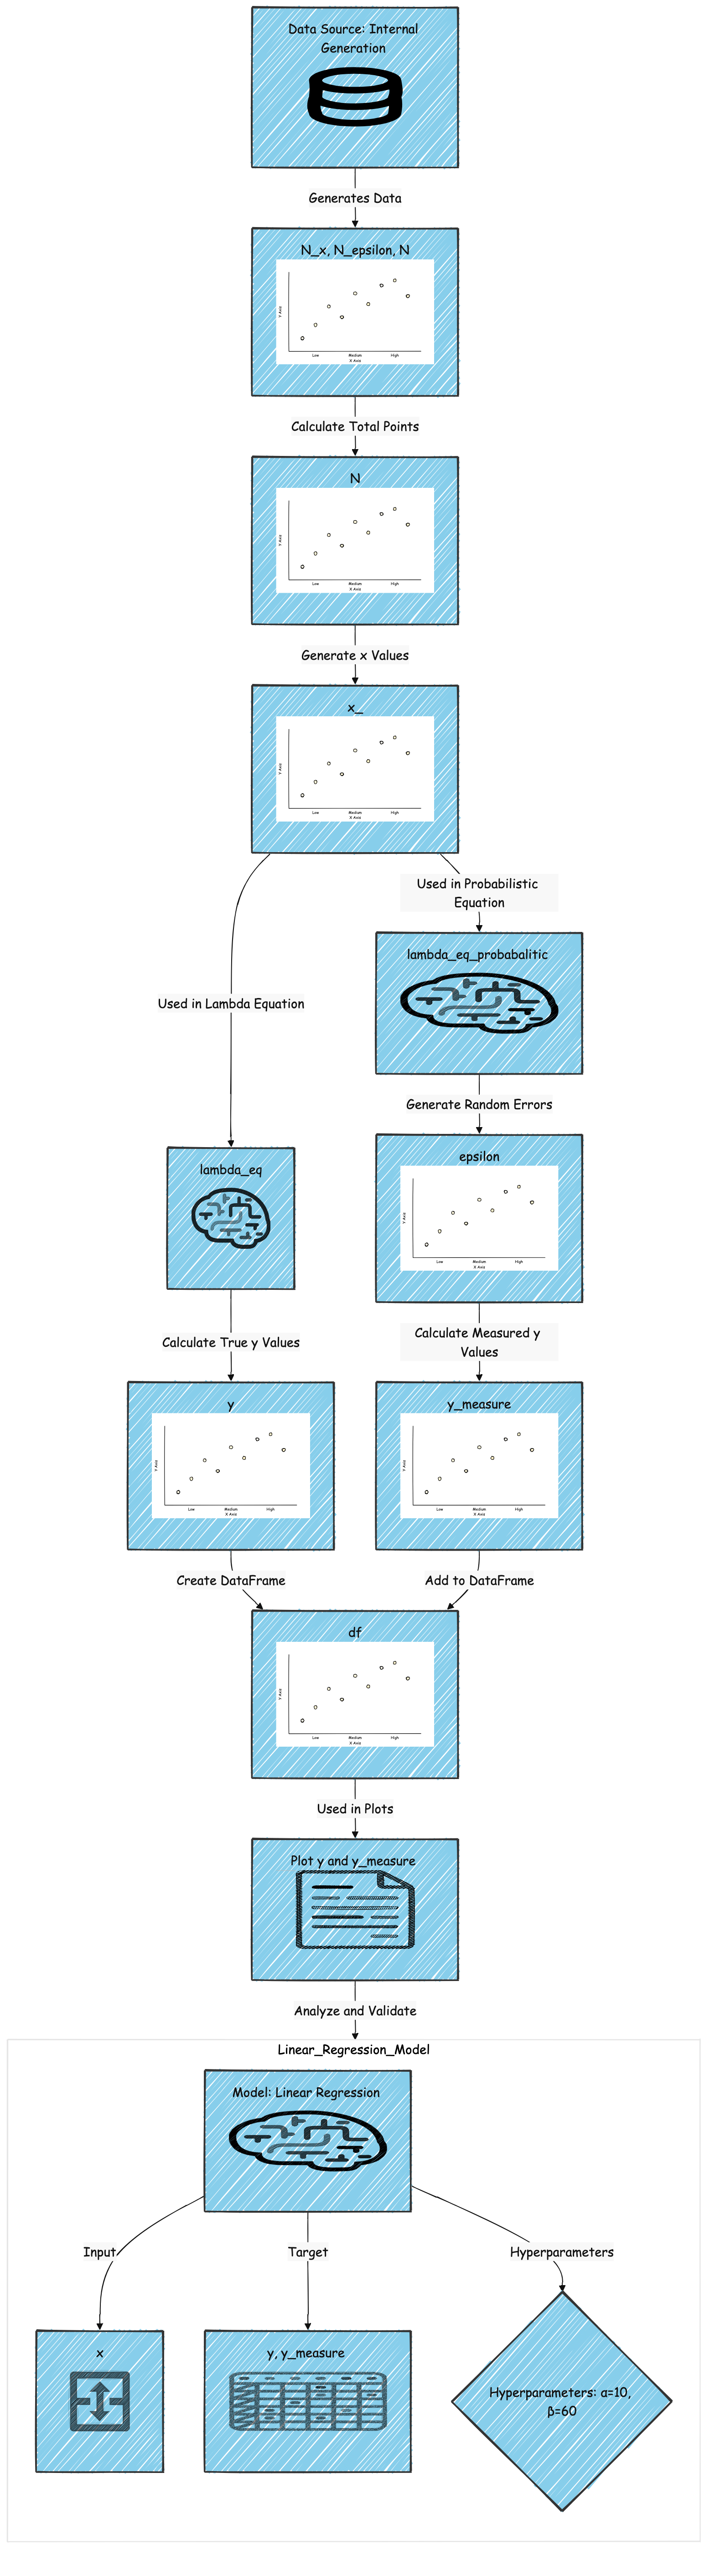 Data Source: Internal
Generation
Generates Data
N_x, N_epsilon, N
Y Axis
Low Medium High
X Axis
Calculate Total Points
N
Y Axis
Low Medium High
X Axis
Generate x Values
x_
Y Axis
Low Medium High
X Axis
Used in Probabilistic
Equation
lambda_eq_probabalitic
Used in Lambda Equation
Generate Random Errors
epsilon
Y Axis
Low Medium High
X Axis
lambda_eq
Calculate True y Values
Calculate Measured y
Values
y
Y Axis
Low Medium High
X Axis
y_measure
Y Axis
Low Medium High
X Axis
Create DataFrame
Add to DataFrame
df
Y Axis
Low Medium High
X Axis
Used in Plots
Plot y and y_measure
Analyze and Validate
Linear_Regression_Model
Model: Linear Regression
Input
Target
Hyperparameters
x
y, y_measure
Hyperparameters: α=10,
β=60